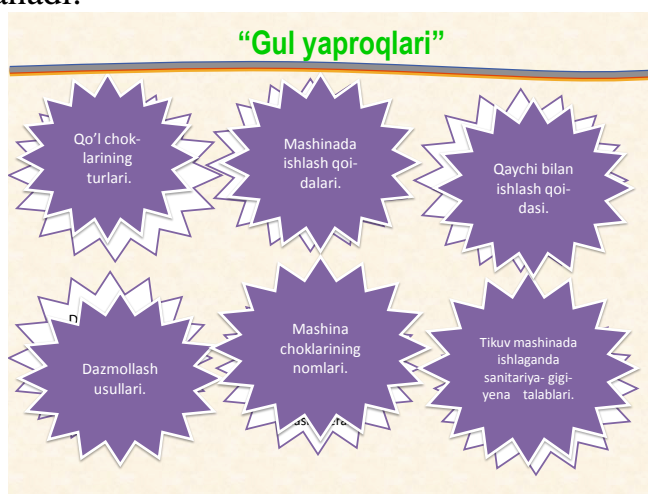 “Gul yaproqlari”
Qo’l chok-
larining
turlari.
Mashinada
ishlash qoi-
dalari.
Qaychi bilan
ishlash qoi-
dasi.
Dazmollash
usullari.
Mashina
choklarining
nomlari.
Tikuv mashinada
ishlaganda
sanitariya- gigi-
yena talablari.